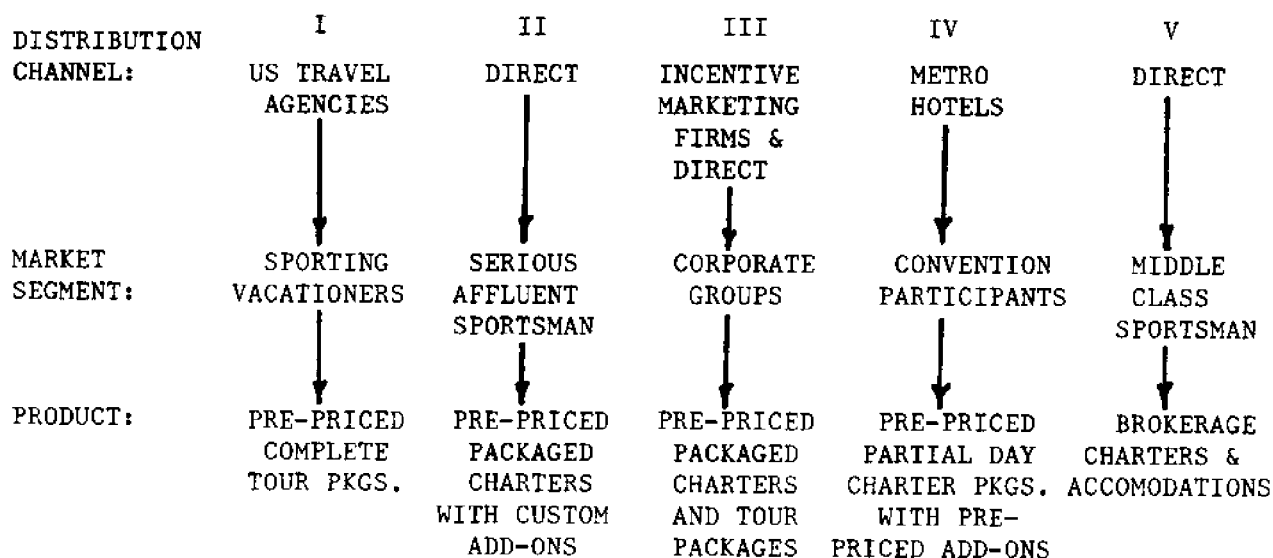 I II III IV V
DISTRIBUTION
CHANNEL: US TRAVEL DIRECT INCENTIVE METRO DIRECT
AGENCIES MARKETING HOTELS
FIRMS &
DIRECT
MARKET SPORTING SERIOUS CORPORATE CONVENTION MIDDLE
SEGMENT: VACATIONERS AFFLUENT GROUPS PARTICIPANTS CLASS
SPORTSMAN SPORTSMAN
PRODUCT: PRE-PRICED PRE-PRICED PRE-PRICED PRE-PRICED BROKERAGE
COMPLETE PACKAGED PACKAGED PARTIAL DAY CHARTERS &
TOUR PKGS. CHARTERS CHARTERS CHARTER PKGS. ACCOMODATIONS
WITH CUSTOM AND TOUR WITH PRE-
ADD-ONS PACKAGES PRICED ADD-ONS